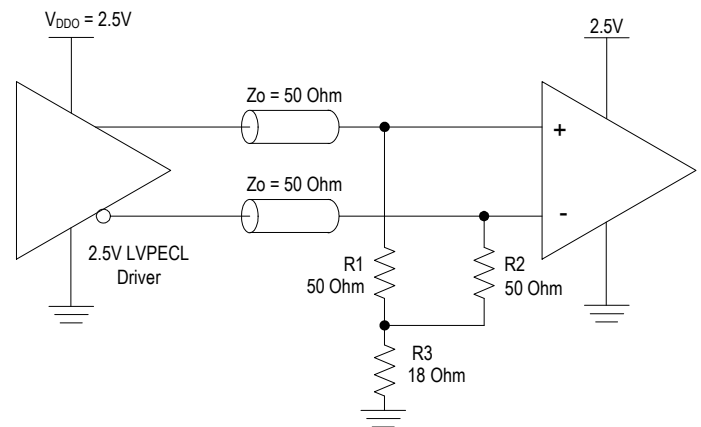 VDDO = 2.5V
2.5V
Zo = 50 Ohm
+
Zo = 50 Ohm
-
2.5V LVPECL
Driver
R1
50 Ohm
R2
50 Ohm
R3
18 Ohm